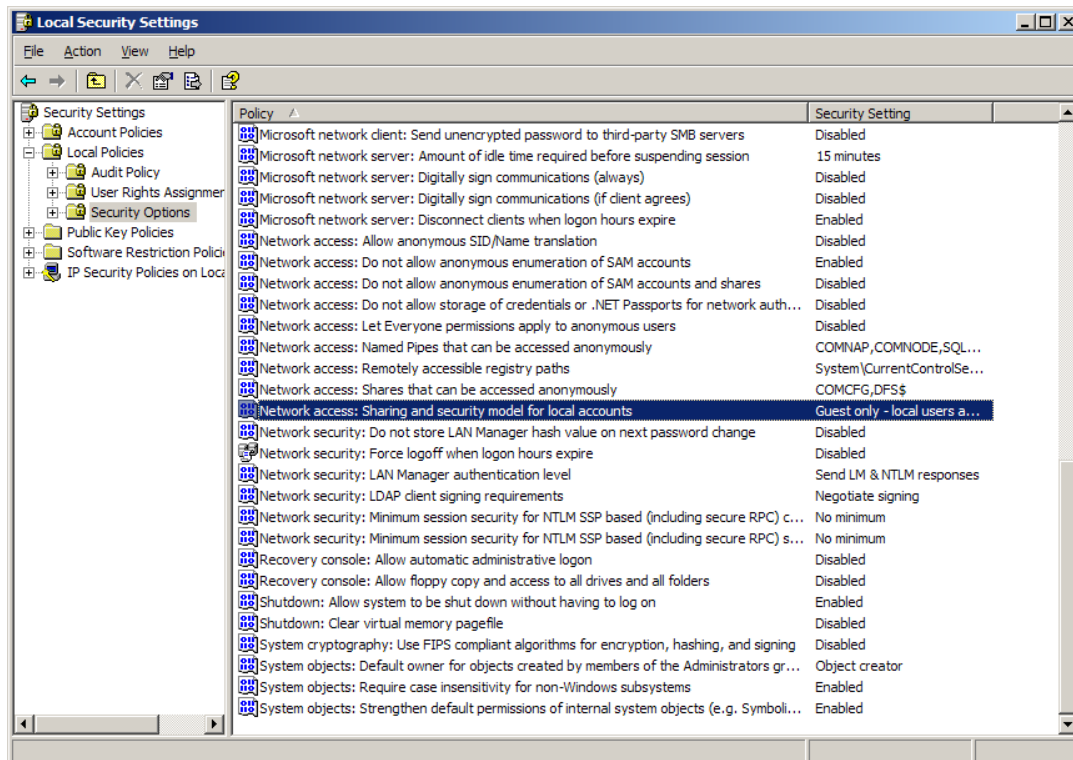 Local Security Settings
File Action View Help
Security Settings
Account Policies
Local Policies
Audit Policy
User Rights Assignmer
Security Options
Public Key Policies
Software Restriction Polici
IP Security Policies on Loca
Policy Security Setting
Microsoft network client: Send unencrypted password to third-party SMB servers Disabled
Microsoft network server: Amount of idle time required before suspending session 15 minutes
Microsoft network server: Digitally sign communications (always) Disabled
Microsoft network server: Digitally sign communications (if client agrees) Disabled
Microsoft network server: Disconnect clients when logon hours expire Enabled
Network access: Allow anonymous SID/Name translation Disabled
Network access: Do not allow anonymous enumeration of SAM accounts Enabled
Network access: Do not allow anonymous enumeration of SAM accounts and shares Disabled
Network access: Do not allow storage of credentials or .NET Passports for network auth... Disabled
Network access: Let Everyone permissions apply to anonymous users Disabled
Network access: Named Pipes that can be accessed anonymously COMNAP,COMNODE,SQL...
Network access: Remotely accessible registry paths System\CurrentControlSe...
Network access: Shares that can be accessed anonymously COMCFG,DFS$
Network access: Sharing and security model for local accounts Guest only - local users a...
Network security: Do not store LAN Manager hash value on next password change Disabled
Network security: Force logoff when logon hours expire Disabled
Network security: LAN Manager authentication level Send LM & NTLM responses
Network security: LDAP client signing requirements Negotiate signing
Network security: Minimum session security for NTLM SSP based (including secure RPC) c... No minimum
Network security: Minimum session security for NTLM SSP based (including secure RPC) s... No minimum
Recovery console: Allow automatic administrative logon Disabled
Recovery console: Allow floppy copy and access to all drives and all folders Disabled
Shutdown: Allow system to be shut down without having to log on Enabled
Shutdown: Clear virtual memory pagefile Disabled
System cryptography: Use FIPS compliant algorithms for encryption, hashing, and signing Disabled
System objects: Default owner for objects created by members of the Administrators gr... Object creator
System objects: Require case insensitivity for non-Windows subsystems Enabled
System objects: Strengthen default permissions of internal system objects (e.g. Symboli... Enabled